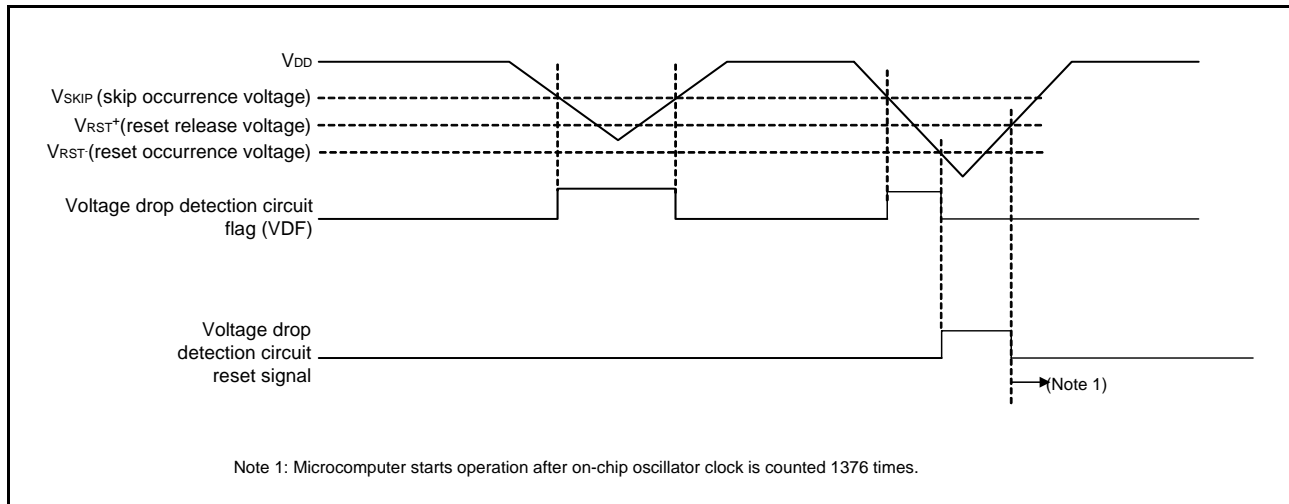 VDD
VSKIP (skip occurrence voltage)
VRST+(reset release voltage)
VRST-(reset occurrence voltage)
Voltage drop detection circuit
flag (VDF)
Voltage drop
detection circuit
reset signal
(Note 1)
Note 1: Microcomputer starts operation after on-chip oscillator clock is counted 1376 times.